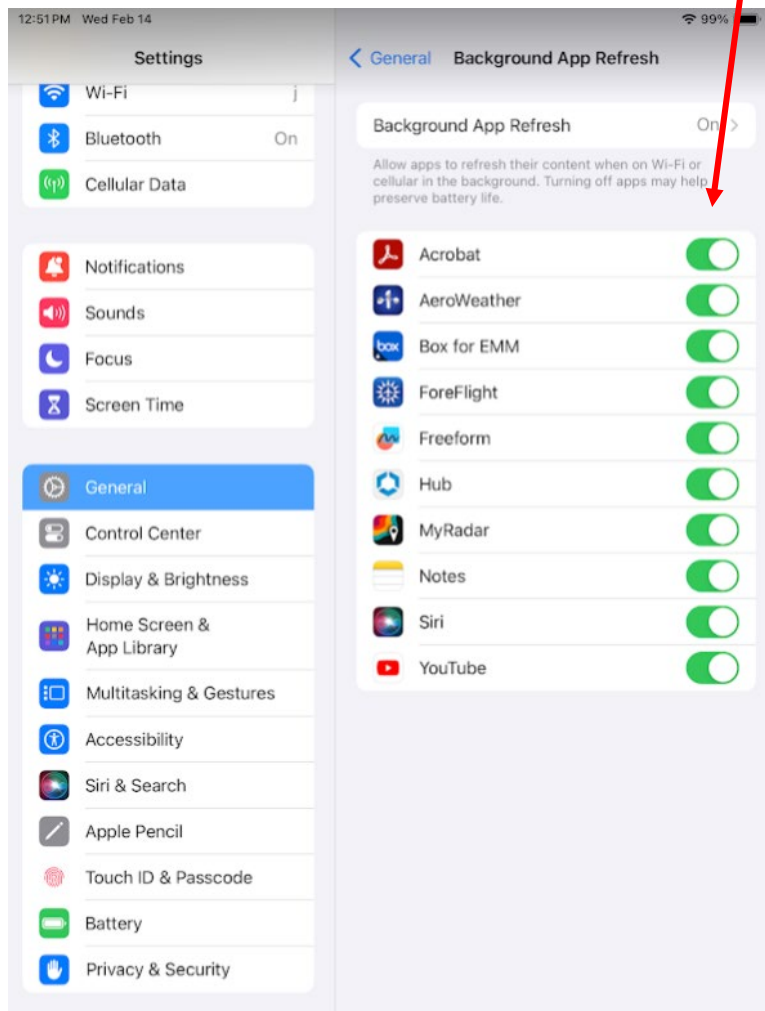 12:51 PM Wed Feb 14
99%
Settings
Wi-Fi
j
Bluetooth
On
Cellular Data
Notifications
Sounds
Focus
Screen Time
General
Control Center
Display & Brightness
Home Screen &
App Library
Multitasking & Gestures
Accessibility
Siri & Search
Apple Pencil
Touch ID & Passcode
Battery
Privacy & Security
General
Background App Refresh
Background App Refresh
On
Allow apps to refresh their content when on Wi-Fi or
cellular in the background. Turning off apps may help
preserve battery life.
Acrobat
AeroWeather
box
Box for EMM
ForeFlight
Freeform
Hub
MyRadar
Notes
Siri
YouTube